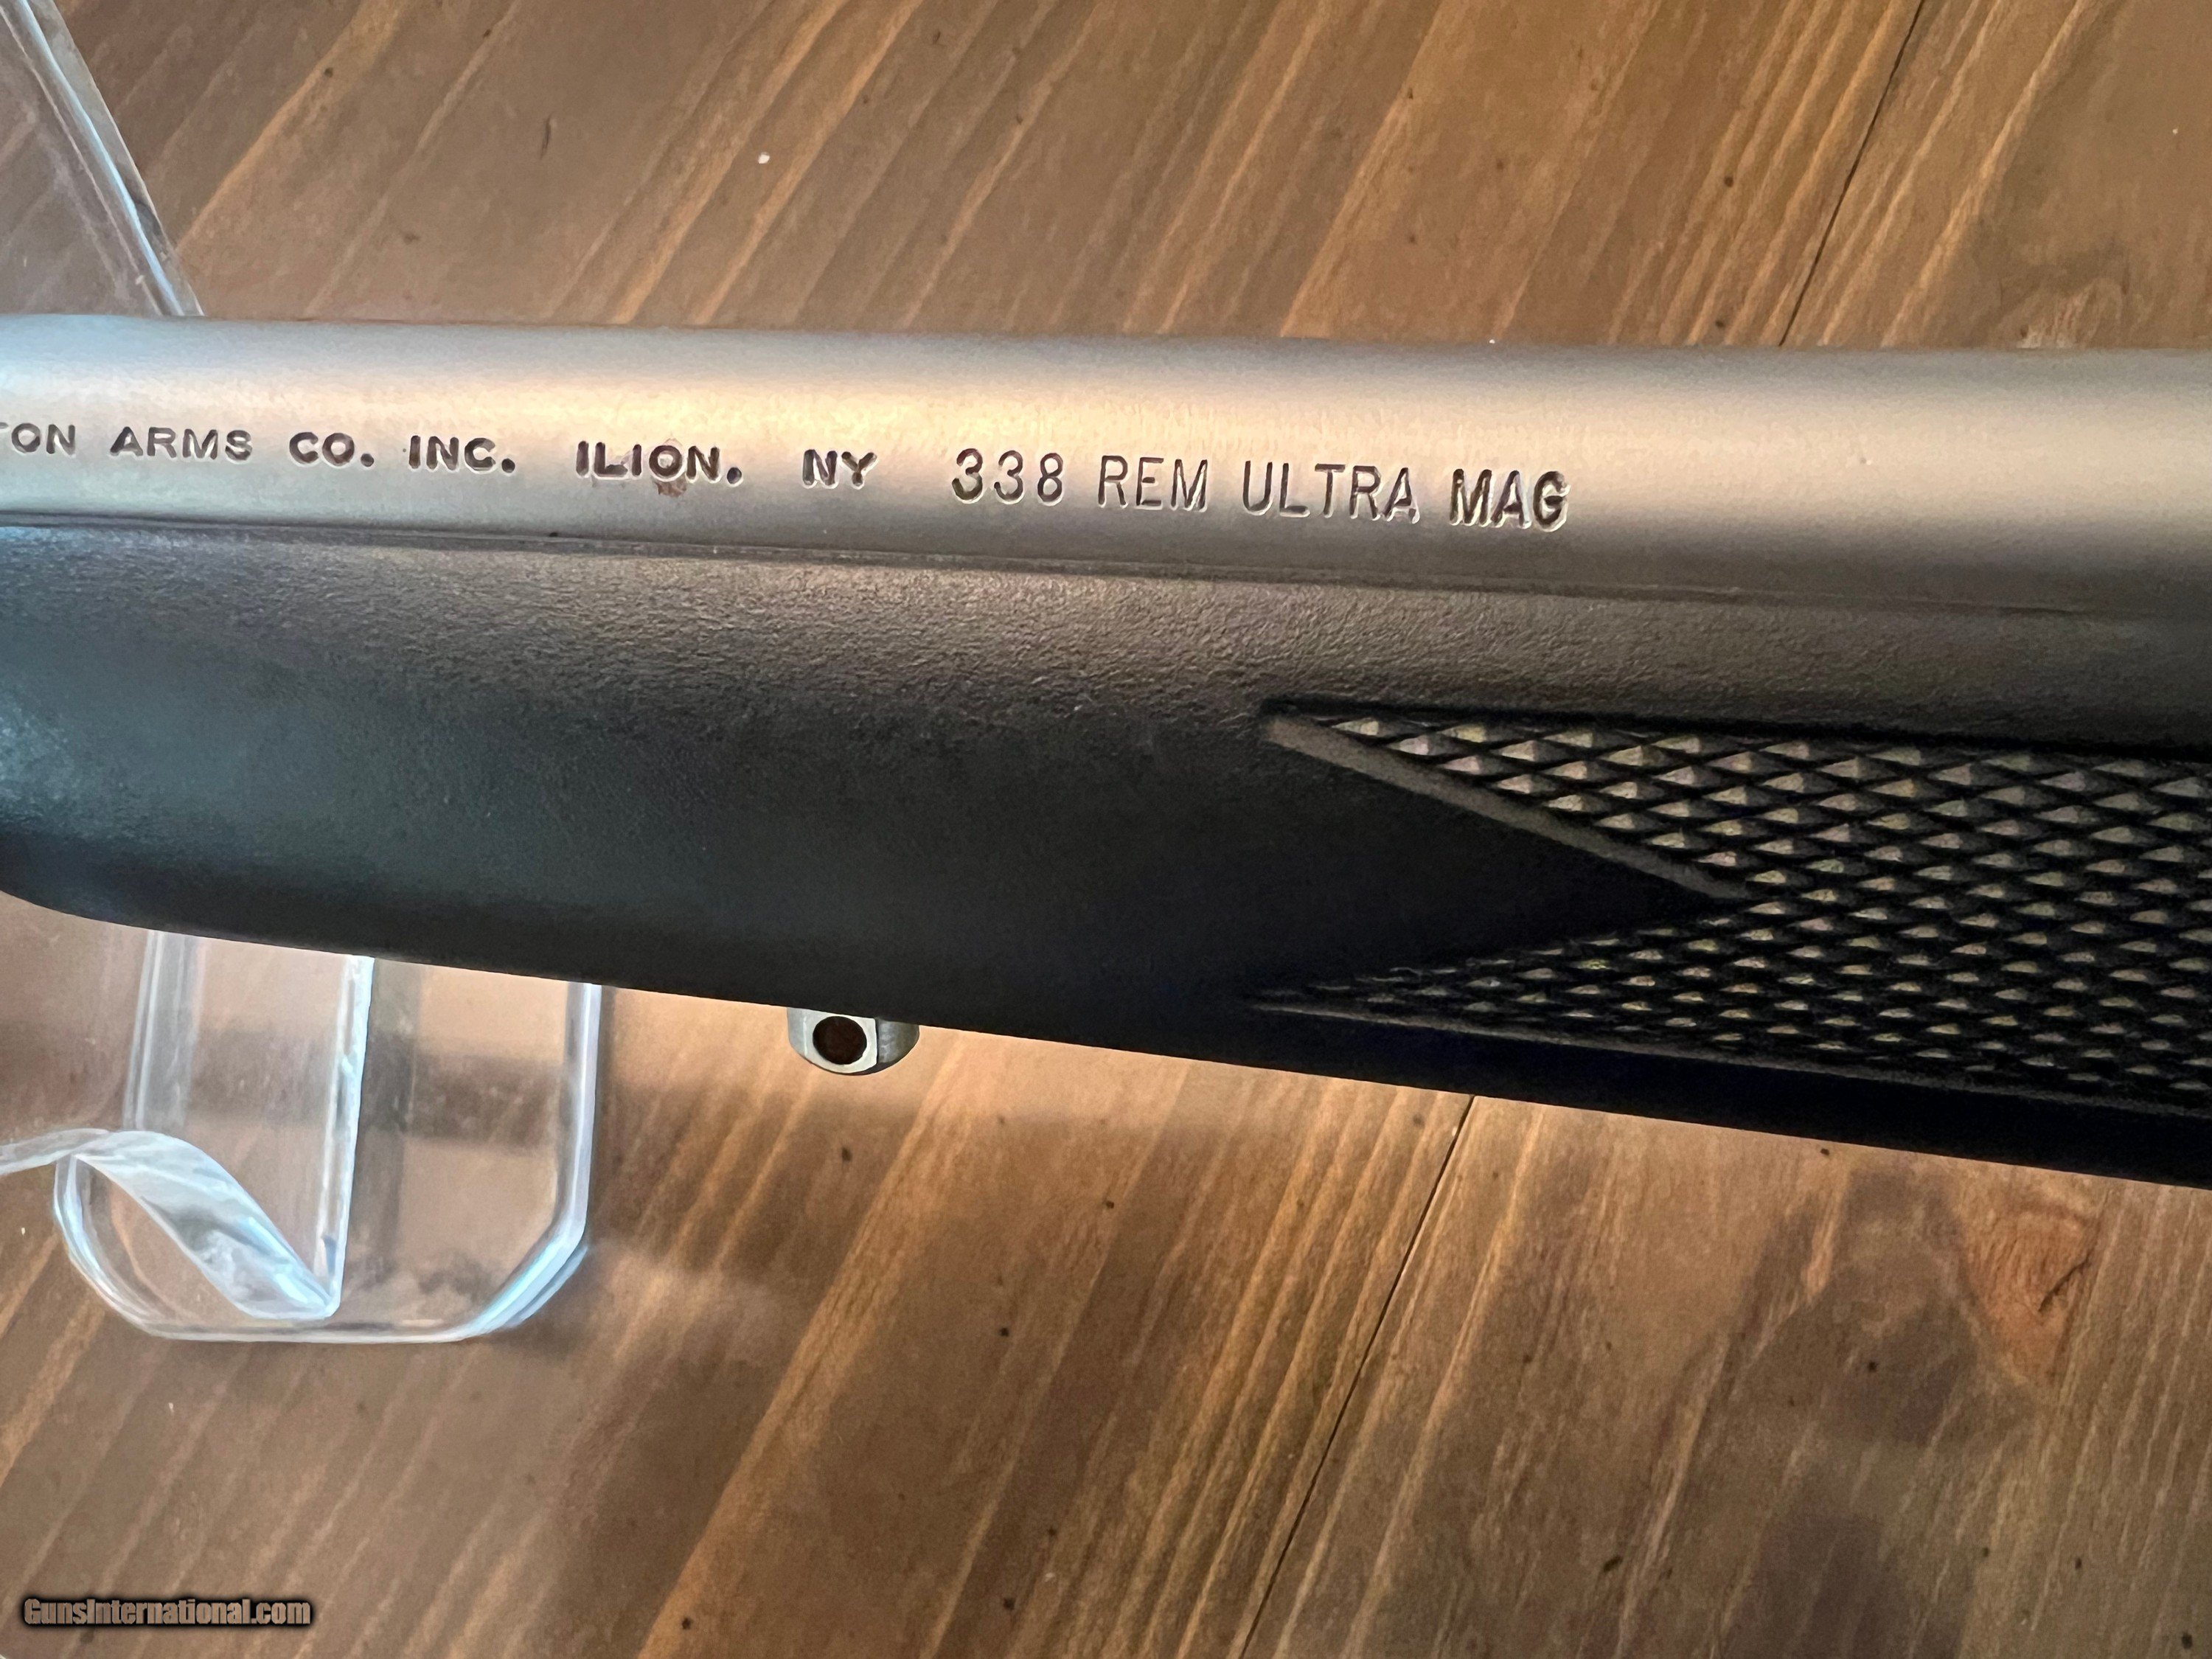 TON ARMS CO. INC. ILION. NY 338 REM ULTRA MAG
GunsInternational.com